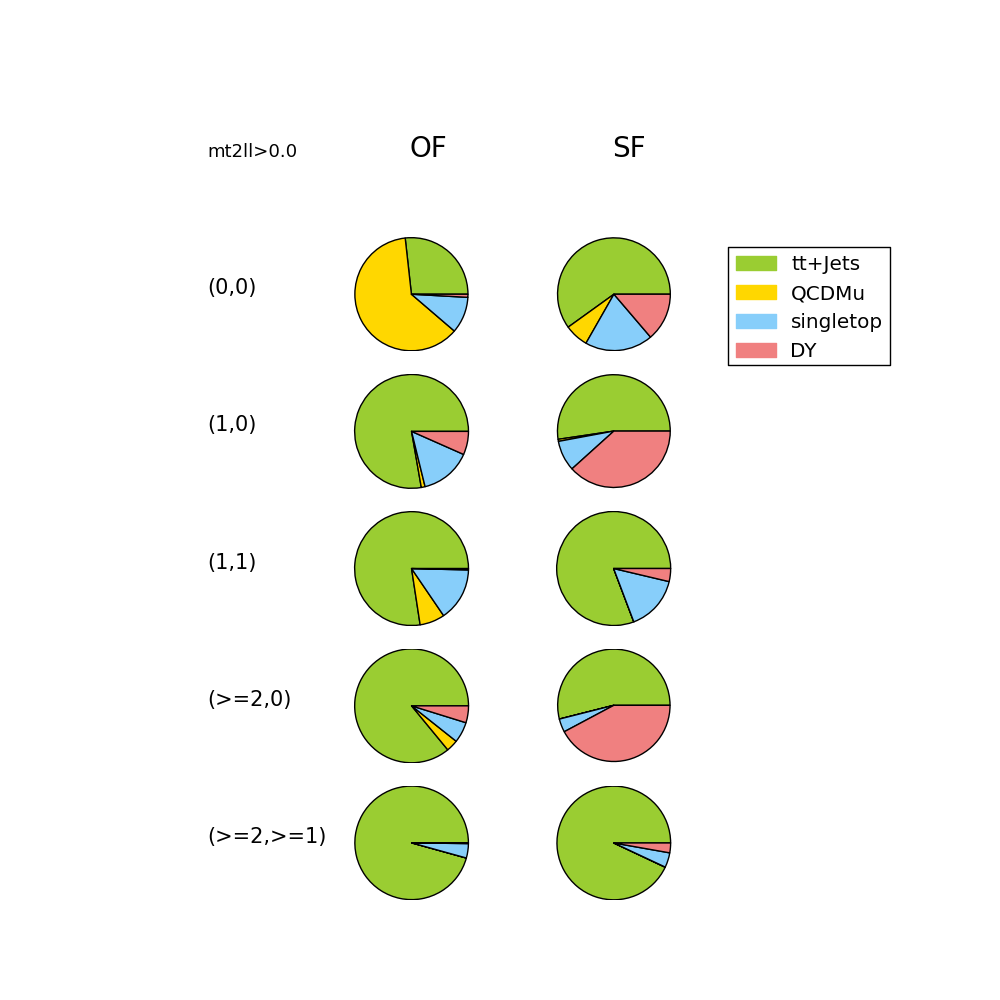 mt2ll>0.0
OF
SF
(0,0)
tt+Jets
QCDMu
singletop
DY
(1,0)
(1,1)
(>=2,0)
(>=2,>=1)